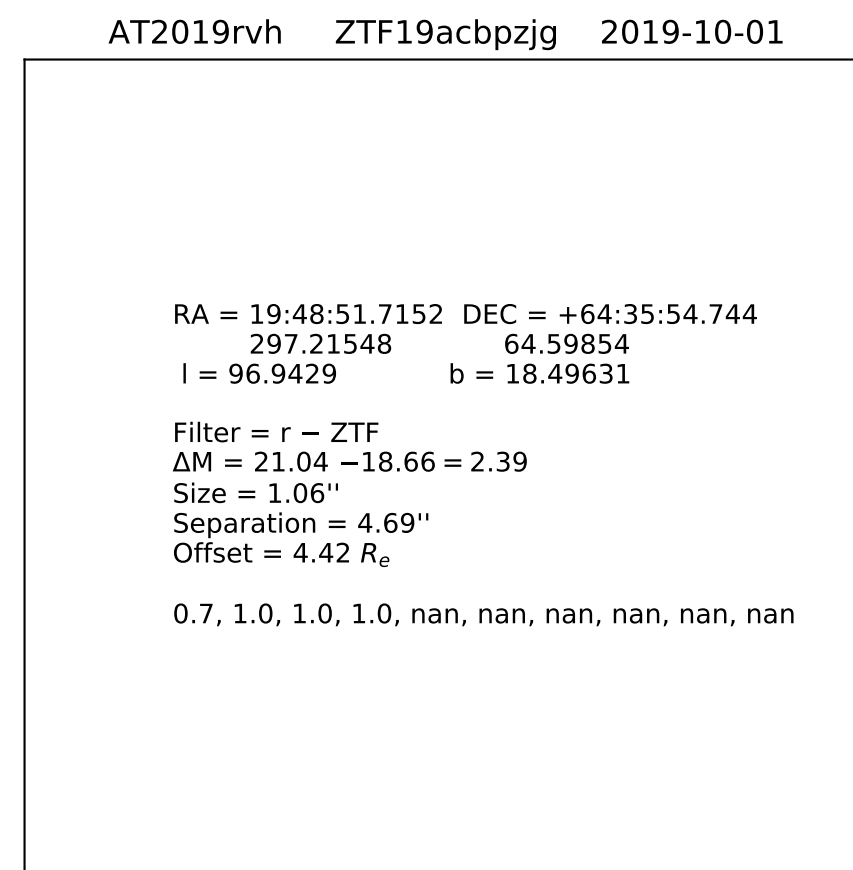 AT2019rvh ZTF19acbpzjg 2019-10-01
RA = 19:48:51.7152 DEC = +64:35:54.744
297.21548 64.59854
l = 96.9429 b = 18.49631
Filter = r − ZTF
ΔM = 21.04 −18.66 = 2.39
Size = 1.06''
Separation = 4.69''
Offset = 4.42 Re
0.7, 1.0, 1.0, 1.0, nan, nan, nan, nan, nan, nan